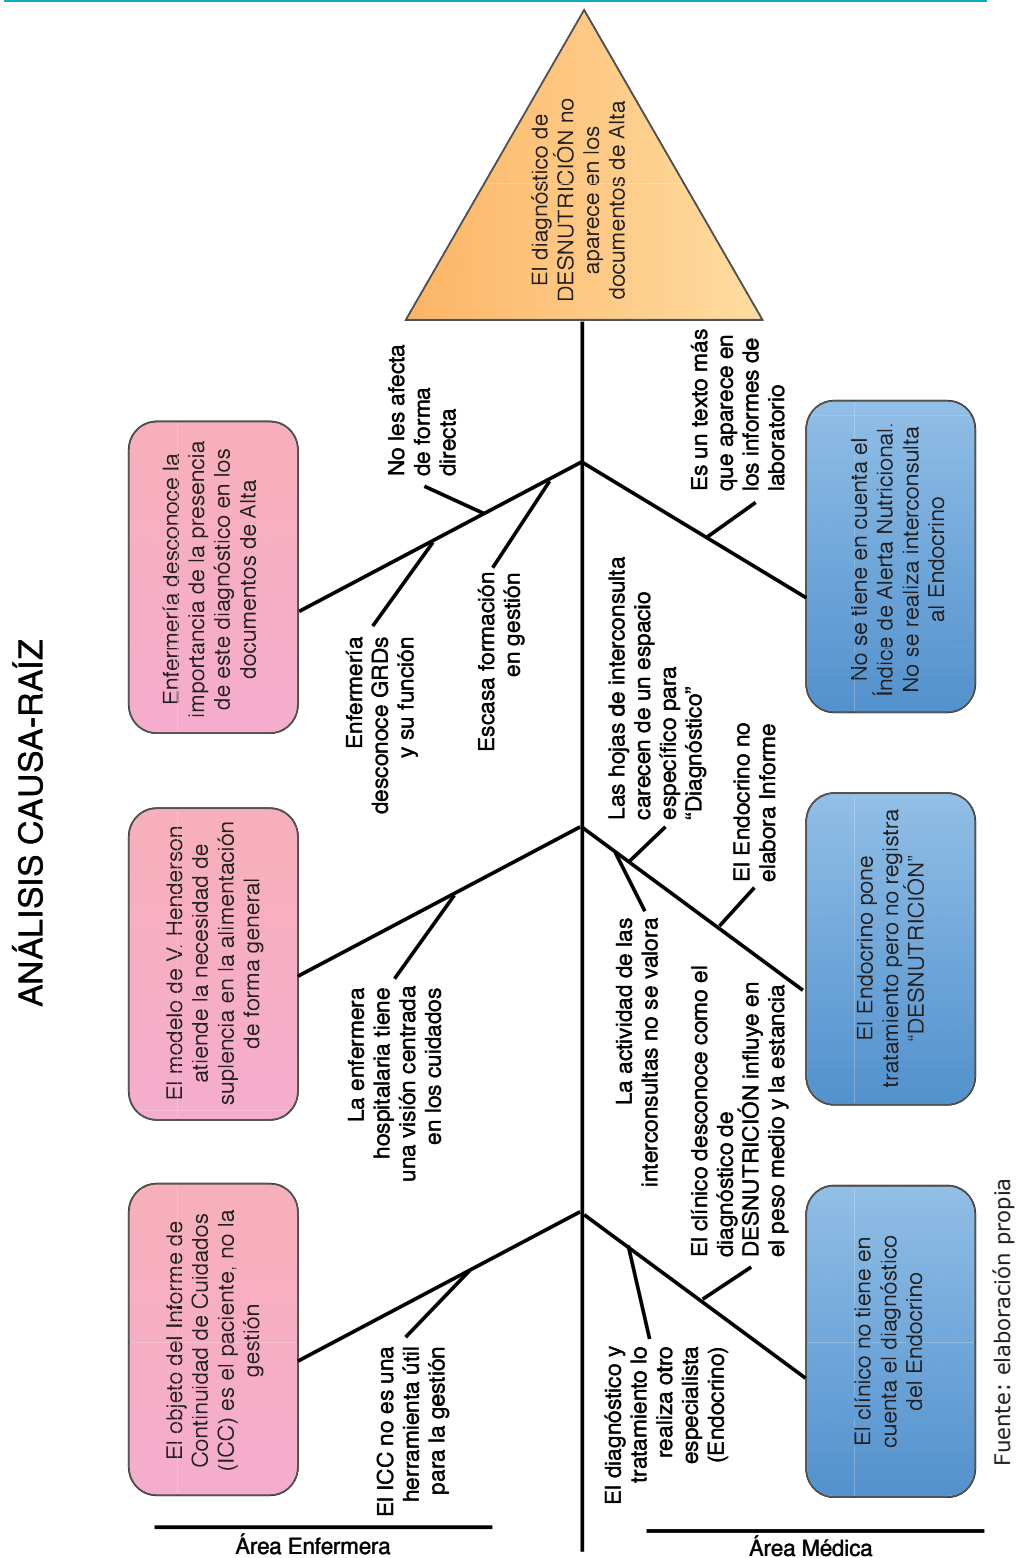 ANÁLISIS CAUSA-RAÍZ
Área Enfermera
El objeto del Informe de
Continuidad de Cuidados
(ICC) es el paciente, no la
gestión
El ICC no es una
herramienta útil
para la gestión
El modelo de V. Henderson
atiende la necesidad de
suplencia en la alimentación
de forma general
La enfermera
hospitalaria tiene
una visión centrada
en los cuidados
Enfermería desconoce la
importancia de la presencia
de este diagnóstico en los
documentos de Alta
Enfermería
desconoce GRDs
y su función
No les afecta
de forma
directa
Escasa formación
en gestión
El diagnóstico de
DESNUTRICIÓN no
aparece en los
documentos de Alta
Área Médica
El diagnóstico y
tratamiento lo
realiza otro
especialista
(Endocrino)
El clínico desconoce como el
diagnóstico de
DESNUTRICIÓN influye en
el peso medio y la estancia
El clínico no tiene en
cuenta el diagnóstico
del Endocrino
La actividad de las
interconsultas no se valora
Las hojas de interconsulta
carecen de un espacio
específico para
“Diagnóstico”
El Endocrino no
elabora Informe
El Endocrino pone
tratamiento pero no registra
“DESNUTRICIÓN”
Es un texto más
que aparece en
los informes de
laboratorio
No se tiene en cuenta el
Índice de Alerta Nutricional.
No se realiza interconsulta
al Endocrino
Fuente: elaboración propia